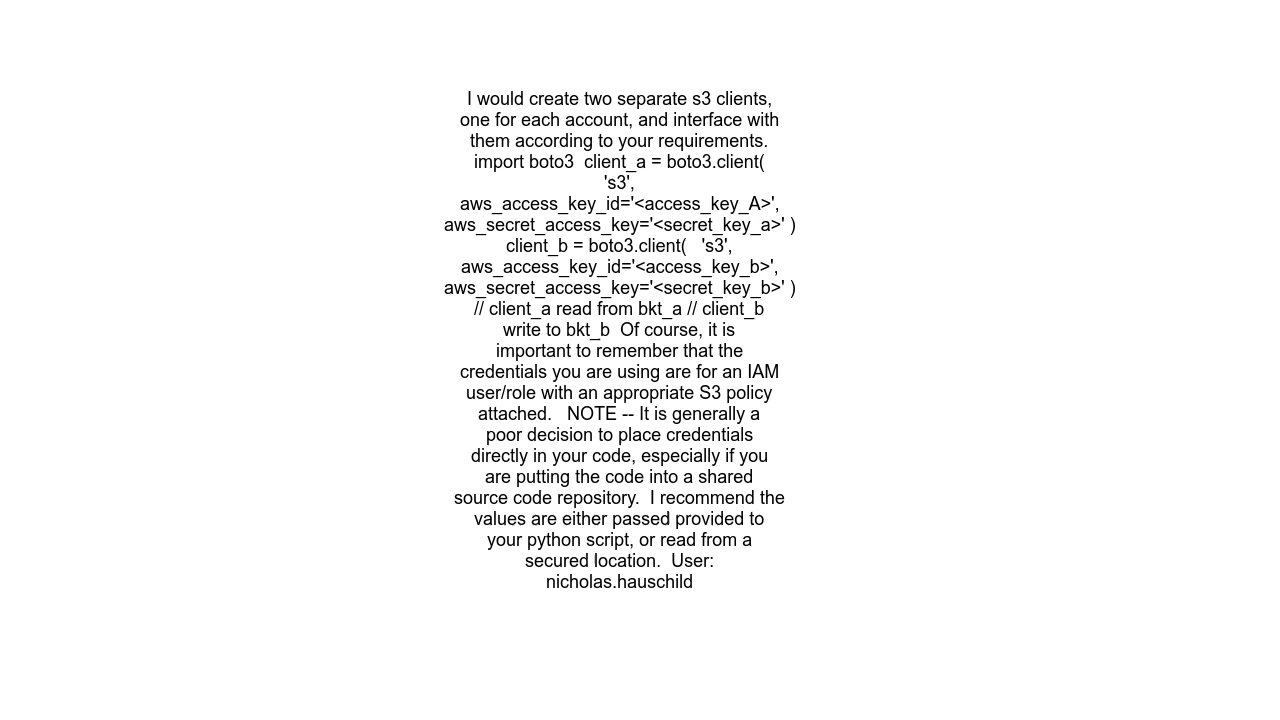 I would create two separate s3 clients,
one for each account, and interface with
them according to your requirements.
import boto3  client_a = boto3.client(
's3',
aws_access_key_id='<access_key_A>',
aws_secret_access_key='<secret_key_a>' )
client_b = boto3.client(   's3',
aws_access_key_id='<access_key_b>',
aws_secret_access_key='<secret_key_b>' )
// client_a read from bkt_a // client_b
write to bkt_b  Of course, it is
important to remember that the
credentials you are using are for an IAM
user/role with an appropriate S3 policy
attached.   NOTE -- It is generally a
poor decision to place credentials
directly in your code, especially if you
are putting the code into a shared
source code repository.  I recommend the
values are either passed provided to
your python script, or read from a
secured location.  User:
nicholas.hauschild